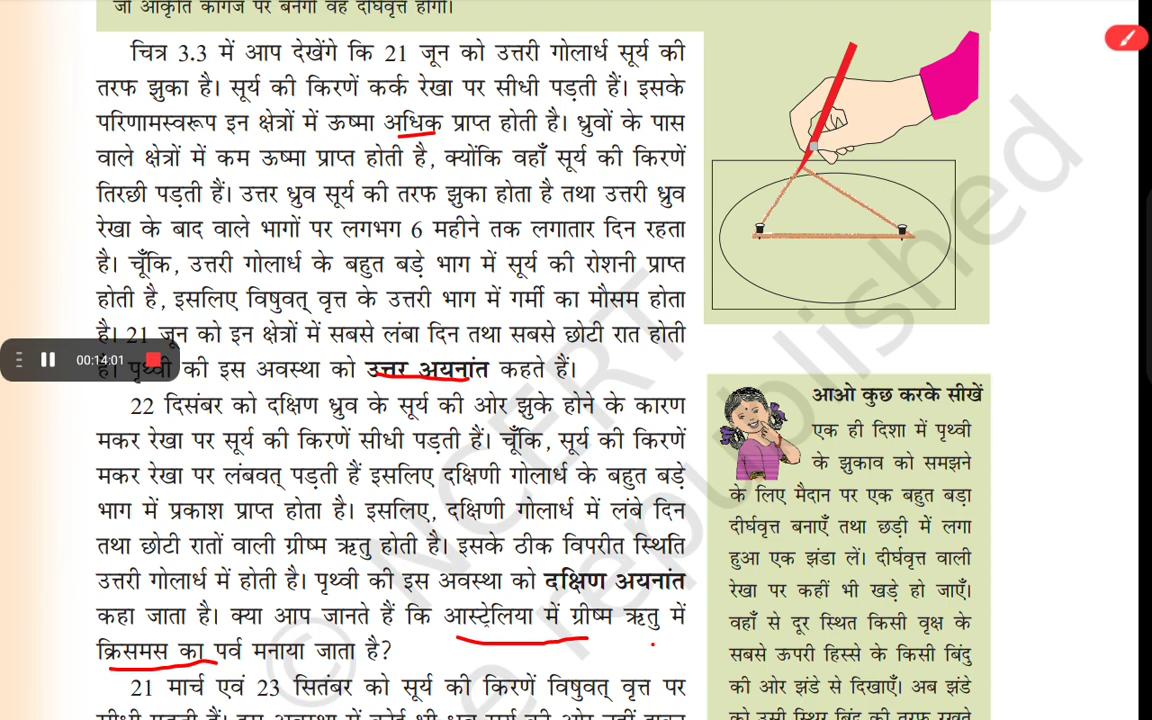 जो आकृति कागज पर बनेगी वह दीर्घवृत्त होगी।
चित्र 3.3 में आप देखेंगे कि 21 जून को उत्तरी गोलार्ध सूर्य की
तरफ झुका है। सूर्य की किरणें कर्क रेखा पर सीधी पड़ती हैं। इसके
परिणामस्वरूप इन क्षेत्रों में ऊष्मा अधिक प्राप्त होती है। ध्रुवों के पास
वाले क्षेत्रों में कम ऊष्मा प्राप्त होती है, क्योंकि वहाँ सूर्य की किरणें
तिरछी पड़ती हैं। उत्तर ध्रुव सूर्य की तरफ झुका होता है तथा उत्तरी ध्रुव
रेखा के बाद वाले भागों पर लगभग 6 महीने तक लगातार दिन रहता
है। चूँकि, उत्तरी गोलार्ध के बहुत बड़े भाग में सूर्य की रोशनी प्राप्त
होती है, इसलिए विषुवत् वृत्त के उत्तरी भाग में गर्मी का मौसम होता
है। 21 जून को इन क्षेत्रों में सबसे लंबा दिन तथा सबसे छोटी रात होती
है। पृथ्वी की इस अवस्था को उत्तर अयनांत कहते हैं।
00:14:01
22 दिसंबर को दक्षिण ध्रुव के सूर्य की ओर झुके होने के कारण
मकर रेखा पर सूर्य की किरणें सीधी पड़ती हैं। चूँकि, सूर्य की किरणें
मकर रेखा पर लंबवत् पड़ती हैं इसलिए दक्षिणी गोलार्ध के बहुत बड़े
भाग में प्रकाश प्राप्त होता है। इसलिए, दक्षिणी गोलार्ध में लंबे दिन
तथा छोटी रातों वाली ग्रीष्म ऋतु होती है। इसके ठीक विपरीत स्थिति
उत्तरी गोलार्ध में होती है। पृथ्वी की इस अवस्था को दक्षिण अयनांत
कहा जाता है। क्या आप जानते हैं कि आस्ट्रेलिया में ग्रीष्म ऋतु में
क्रिसमस का पर्व मनाया जाता है?
21 मार्च एवं 23 सितंबर को सूर्य की किरणें विषुवत् वृत्त पर
आओ कुछ करके सीखें
एक ही दिशा में पृथ्वी
के झुकाव को समझने
के लिए मैदान पर एक बहुत बड़ा
दीर्घवृत्त बनाएँ तथा छड़ी में लगा
हुआ एक झंडा लें। दीर्घवृत्त वाली
रेखा पर कहीं भी खड़े हो जाएँ।
वहाँ से दूर स्थित किसी वृक्ष के
सबसे ऊपरी हिस्से के किसी बिंदु
की ओर झंडे से दिखाएँ। अब झंडे
© NCERT
republished